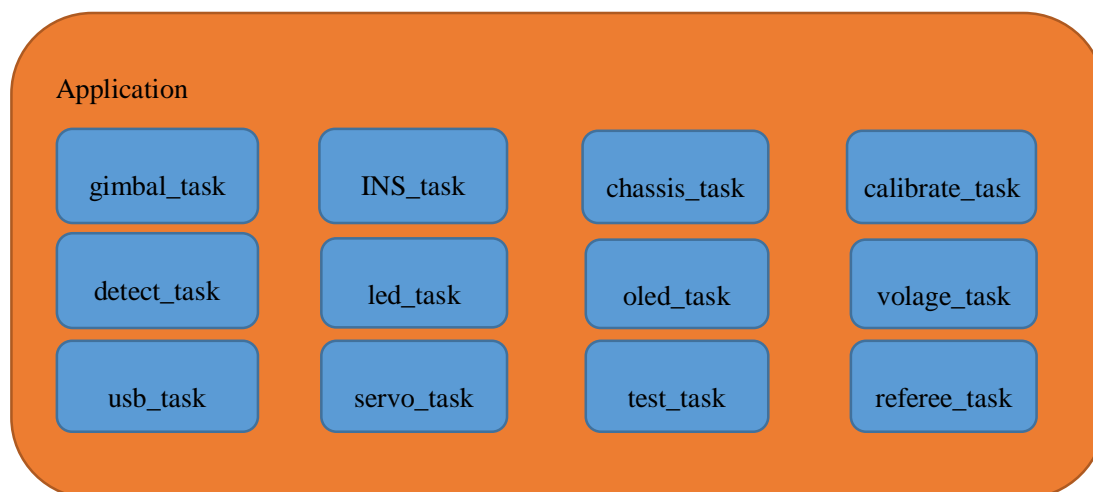 Application
gimbal_task INS_task chassis_task calibrate_task
detect_task led_task oled_task volage_task
usb_task servo_task test_task referee_task